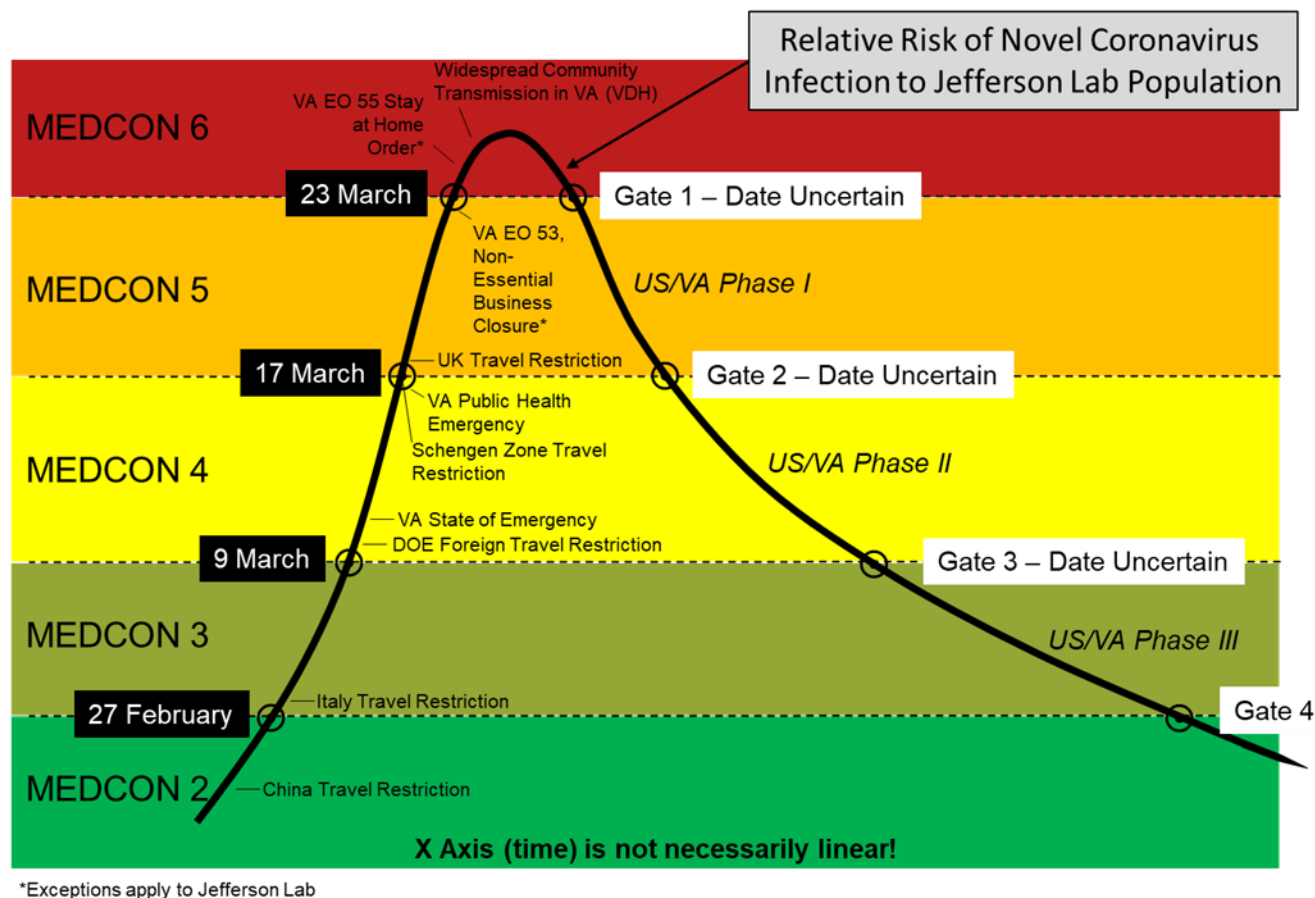 Relative Risk of Novel Coronavirus
Infection to Jefferson Lab Population
Widespread Community
Transmission in VA (VDH)
VA EO 55 Stay
at Home
Order*
MEDCON 6
23 March
Gate 1 – Date Uncertain
VA EO 53,
Non-
Essential
Business
Closure*
US/VA Phase I
MEDCON 5
UK Travel Restriction
17 March
Gate 2 – Date Uncertain
VA Public Health
Emergency
Schengen Zone Travel
Restriction
US/VA Phase II
MEDCON 4
VA State of Emergency
DOE Foreign Travel Restriction
9 March
Gate 3 – Date Uncertain
MEDCON 3
US/VA Phase III
Italy Travel Restriction
27 February
Gate 4
MEDCON 2
China Travel Restriction
X Axis (time) is not necessarily linear!
*Exceptions apply to Jefferson Lab